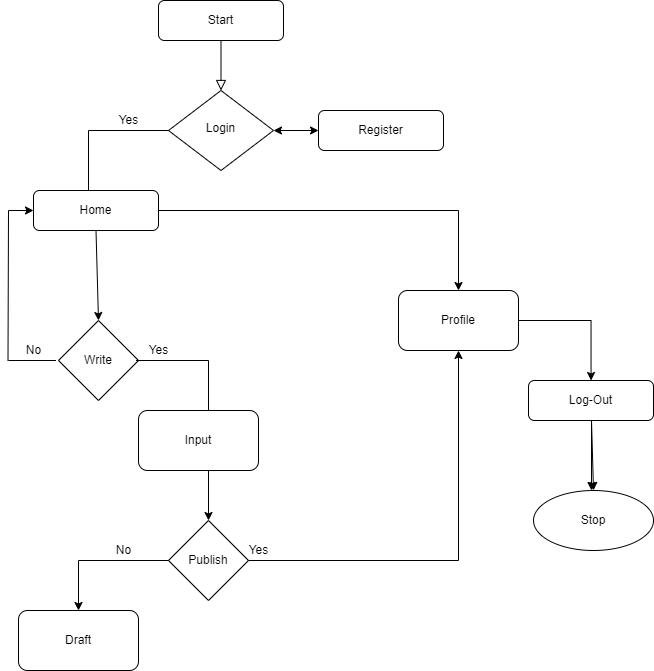 Start
Login
Yes
Register
Home
Profile
No
Write
Yes
Log-Out
Input
Stop
No
Publish
Yes
Draft